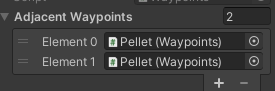 Adjacent Waypoints 2
Element 0 Pellet (Waypoints)
Element 1 Pellet (Waypoints)
+ −